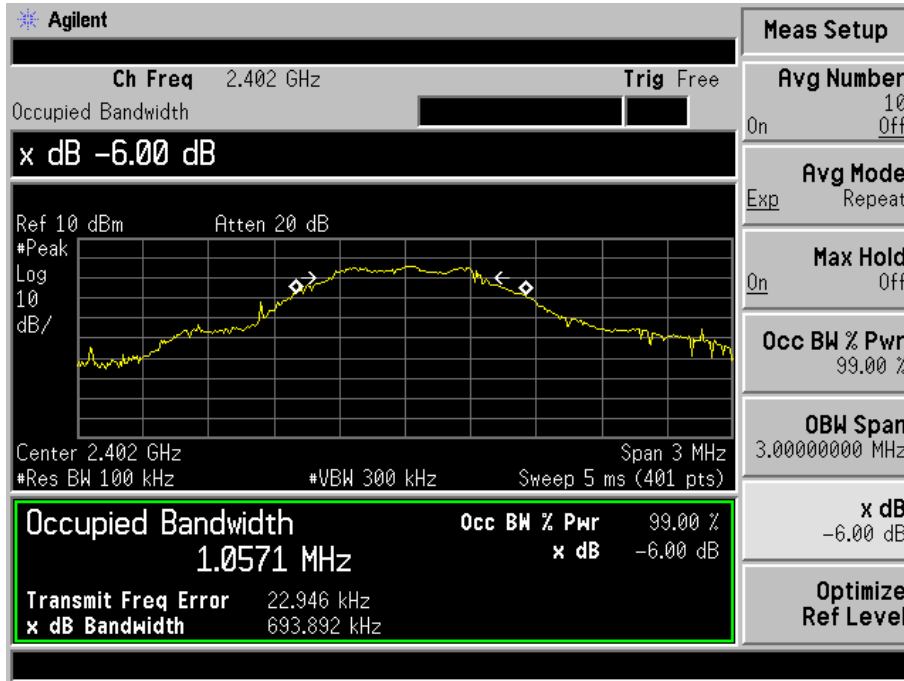 Agilent
Meas Setup
Ch Freq 2.402 GHz Trig Free
Occupied Bandwidth
Avg Number
10
On Off
x dB -6.00 dB
Avg Mode
Exp Repeat
Ref 10 dBm Atten 20 dB
#Peak
Log
10
dB/
Max Hold
On Off
Occ BW % Pwr
99.00 %
OBW Span
3.00000000 MHz
Center 2.402 GHz Span 3 MHz
#Res BW 100 kHz #VBW 300 kHz Sweep 5 ms (401 pts)
x dB
-6.00 dB
Occupied Bandwidth Occ BW % Pwr 99.00 %
1.0571 MHz x dB -6.00 dB
Transmit Freq Error 22.946 kHz
x dB Bandwidth 693.892 kHz
Optimize
Ref Level